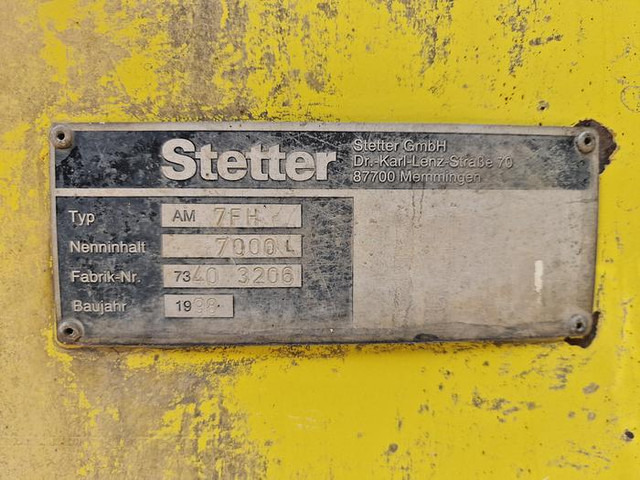 Stetter
Stetter GmbH
Dr.-Karl-Lenz-Straße 70
87700 Memmingen
Typ AM 7FH
Nenninhalt 7000 L
Fabrik-Nr. 7340 3206
Baujahr 1998